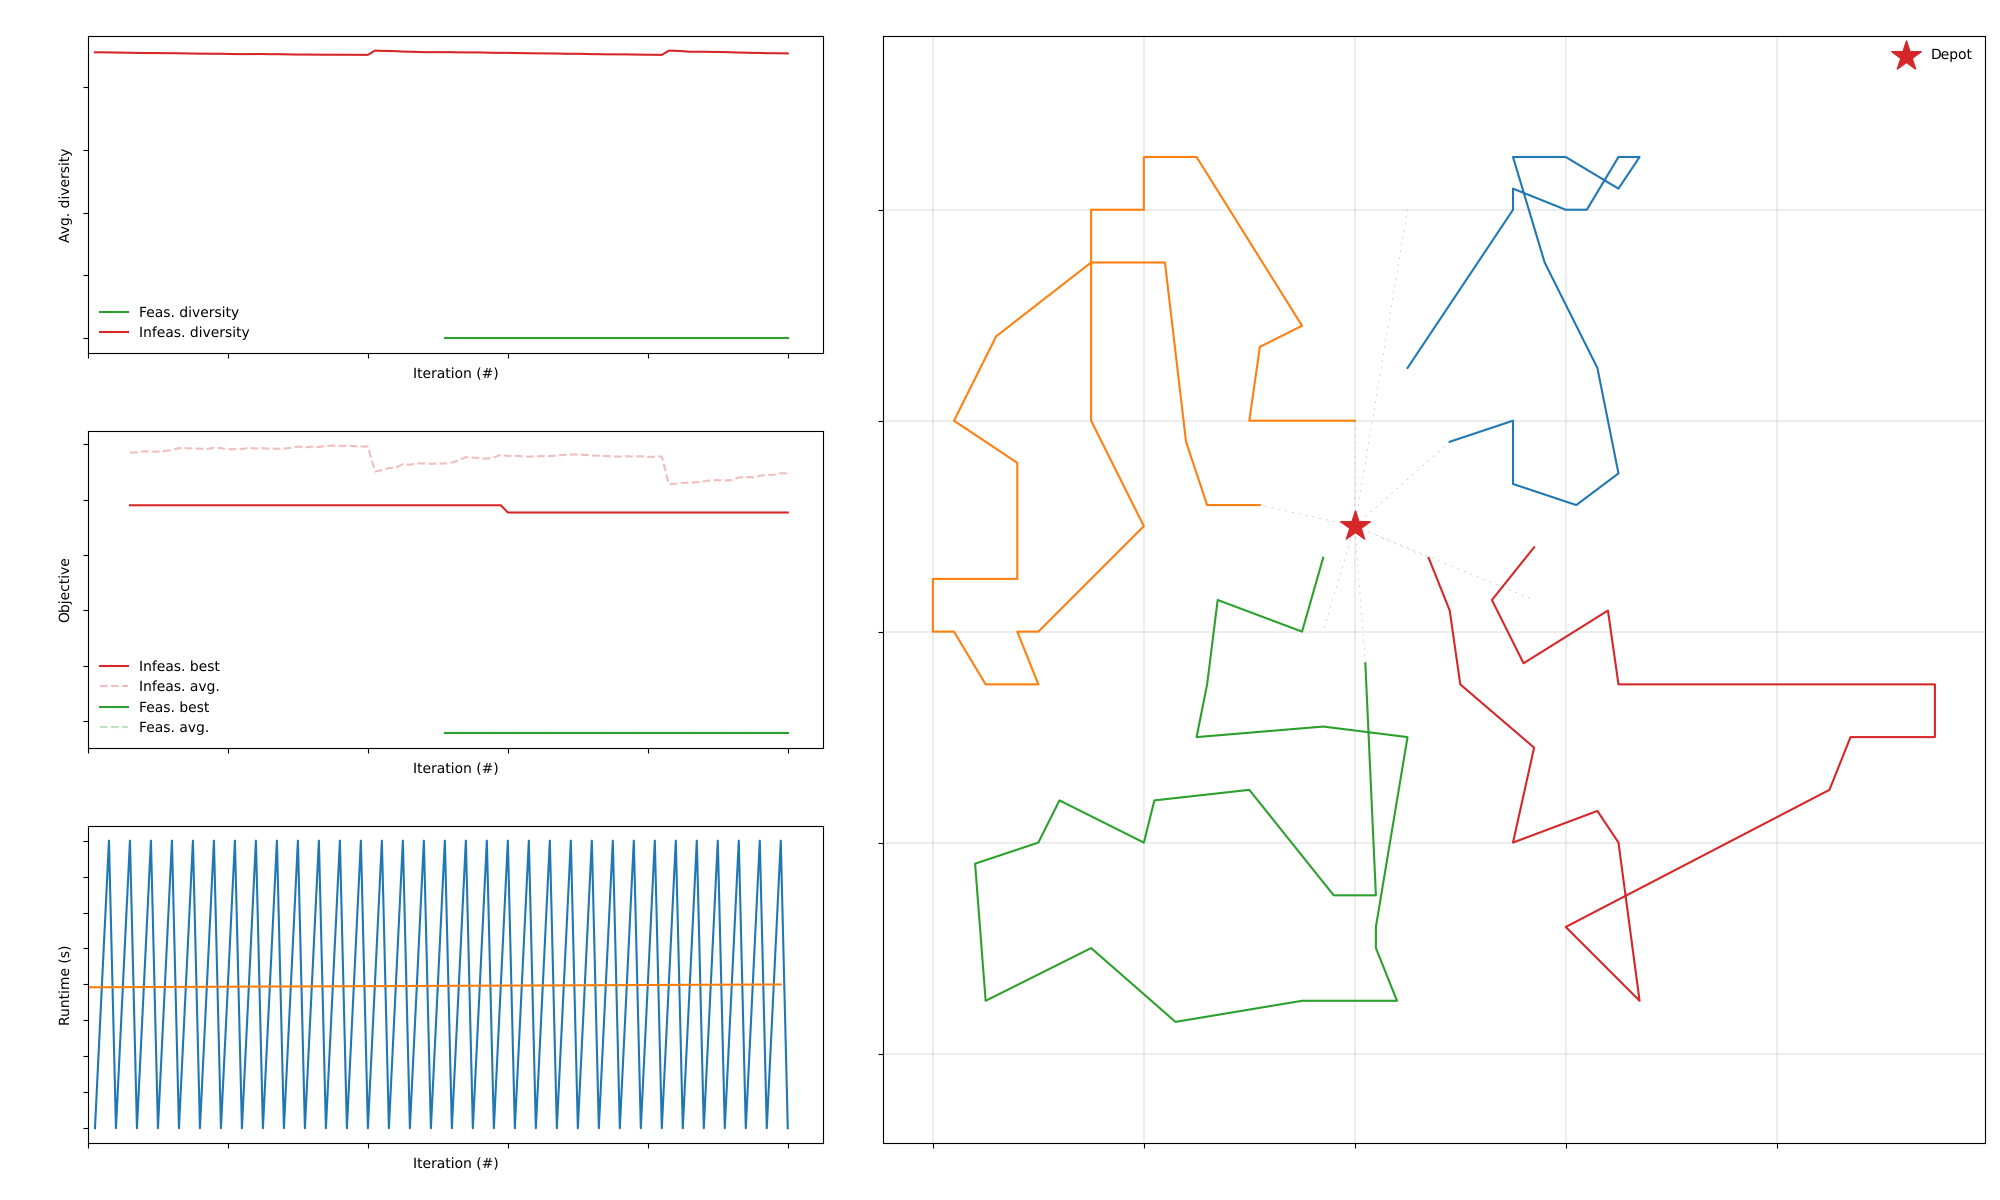 Avg. diversity
Feas. diversity
Infeas. diversity
Iteration (#)
Objective
Infeas. best
Infeas. avg.
Feas. best
Feas. avg.
Iteration (#)
Runtime (s)
Iteration (#)
Depot